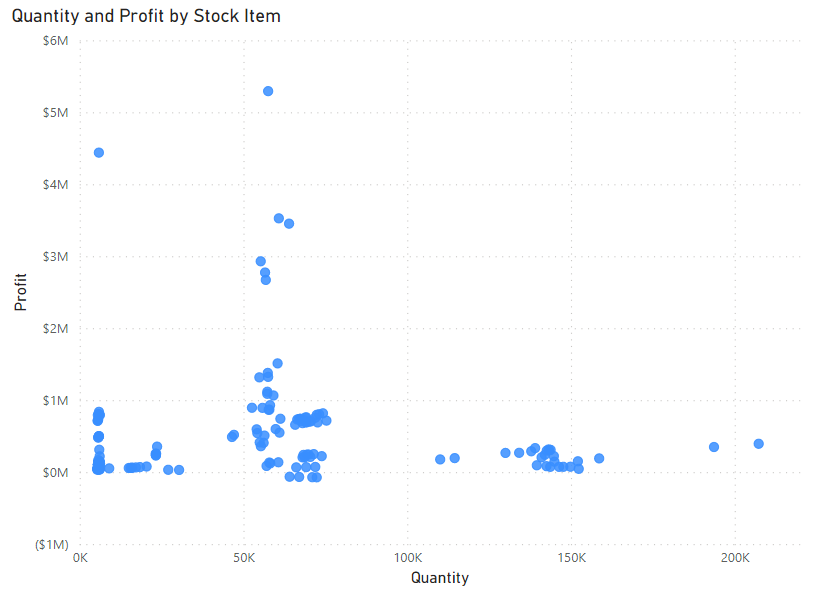 Quantity and Profit by Stock Item
$6M
$5M
$4M
$3M
$2M
$1M
$0M
($1M)
Profit
0K 50K 100K 150K 200K
Quantity